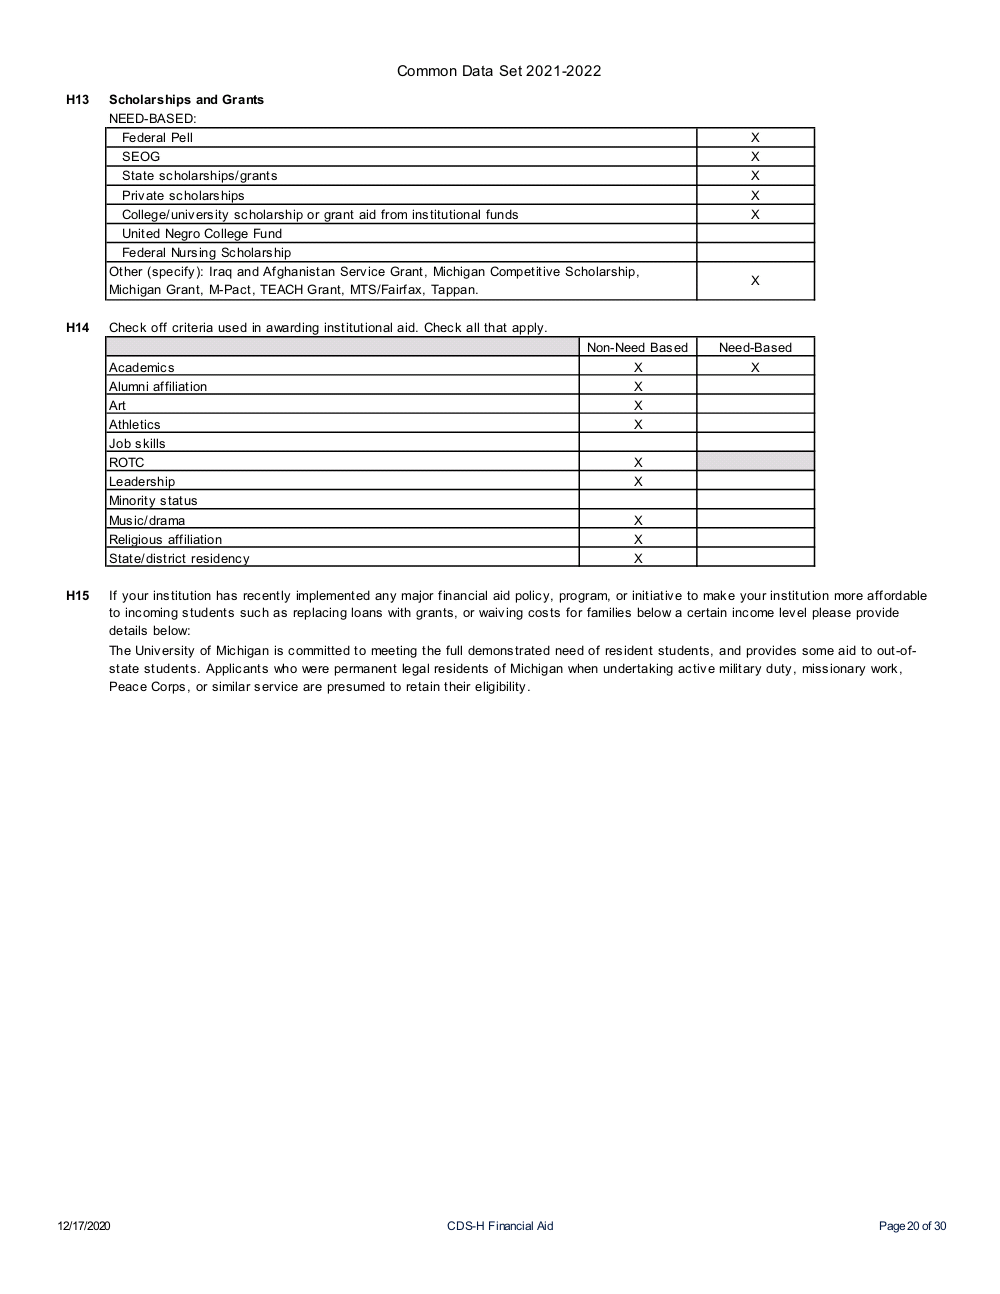 Common Data Set 2021-2022
H13 Scholarships and Grants
NEED-BASED:
Federal Pell X
SEOG X
State scholarships/grants X
Private scholarships X
College/university scholarship or grant aid from institutional funds X
United Negro College Fund
Federal Nursing Scholarship
Other (specify): Iraq and Afghanistan Service Grant, Michigan Competitive Scholarship,
Michigan Grant, M-Pact, TEACH Grant, MTS/Fairfax, Tappan. X
H14 Check off criteria used in awarding institutional aid. Check all that apply.
Non-Need Based Need-Based
Academics X X
Alumni affiliation X
Art X
Athletics X
Job skills
ROTC X
Leadership X
Minority status
Music/drama X
Religious affiliation X
State/district residency X
H15 If your institution has recently implemented any major financial aid policy, program, or initiative to make your institution more affordable
to incoming students such as replacing loans with grants, or waiving costs for families below a certain income level please provide
details below:
The University of Michigan is committed to meeting the full demonstrated need of resident students, and provides some aid to out-of-
state students. Applicants who were permanent legal residents of Michigan when undertaking active military duty, missionary work,
Peace Corps, or similar service are presumed to retain their eligibility.
12/17/2020 CDS-H Financial Aid Page 20 of 30